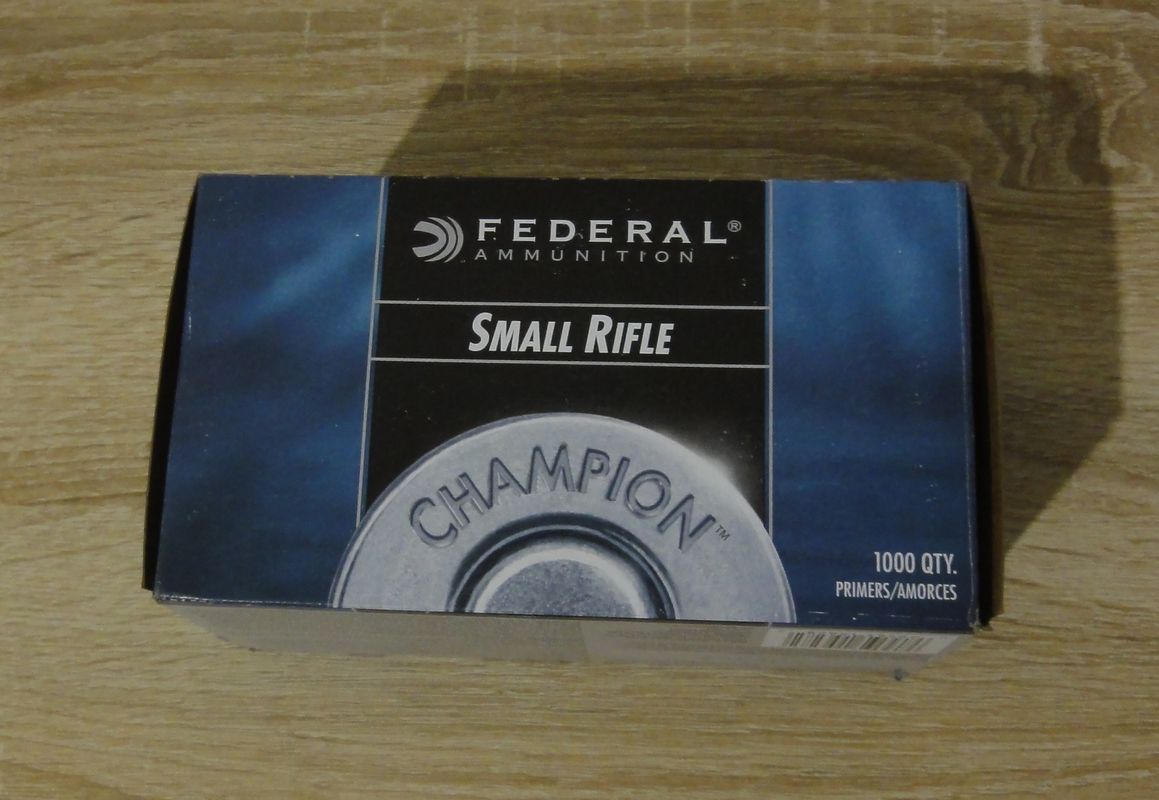 FEDERAL®
AMMUNITION
SMALL RIFLE
CHAMPION™
1000 QTY.
PRIMERS/AMORCES